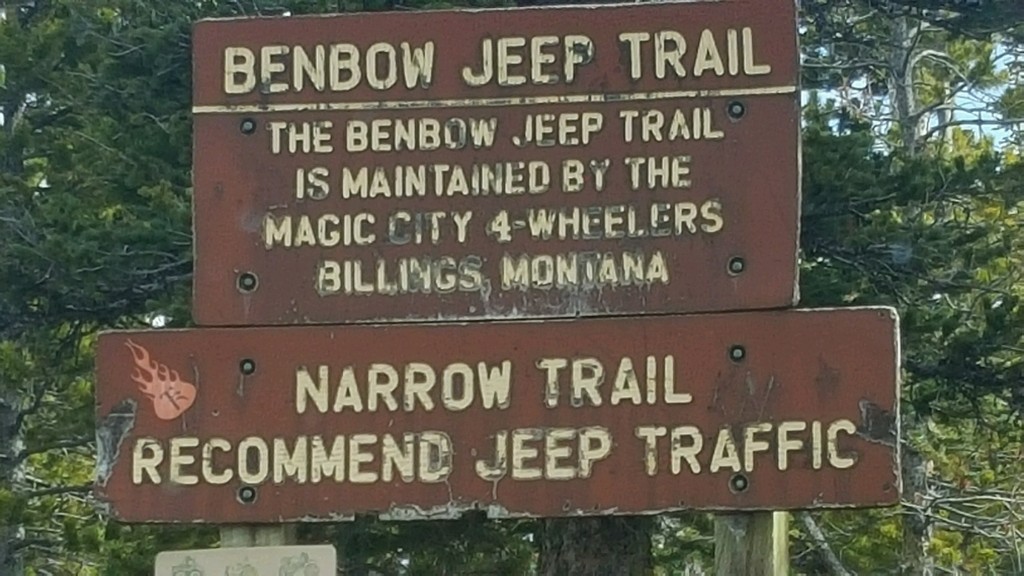 BENBOW JEEP TRAIL
THE BENBOW JEEP TRAIL
IS MAINTAINED BY THE
MAGIC CITY 4-WHEELERS
BILLINGS, MONTANA
NARROW TRAIL
RECOMMEND JEEP TRAFFIC